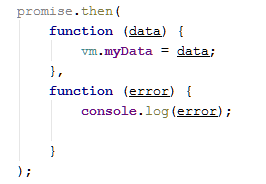 promise.then(
    function (data) {
        vm.myData = data;
    },
    function (error) {
        console.log(error);
    }
);